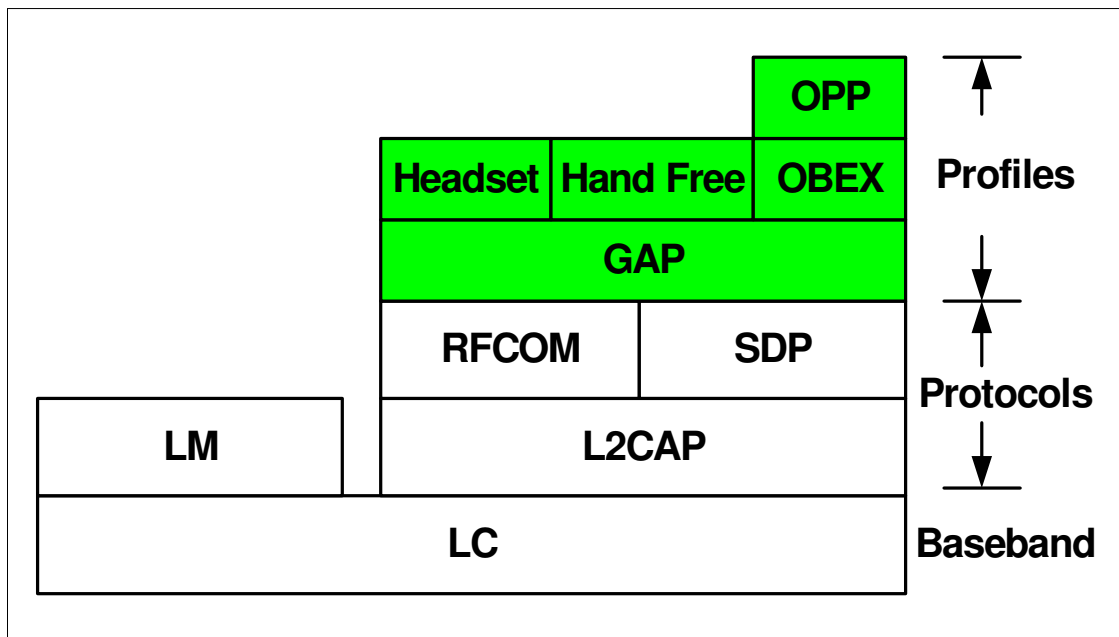 OPP
Headset Hand Free OBEX Profiles
GAP
RFCOM SDP
Protocols
LM L2CAP
LC Baseband